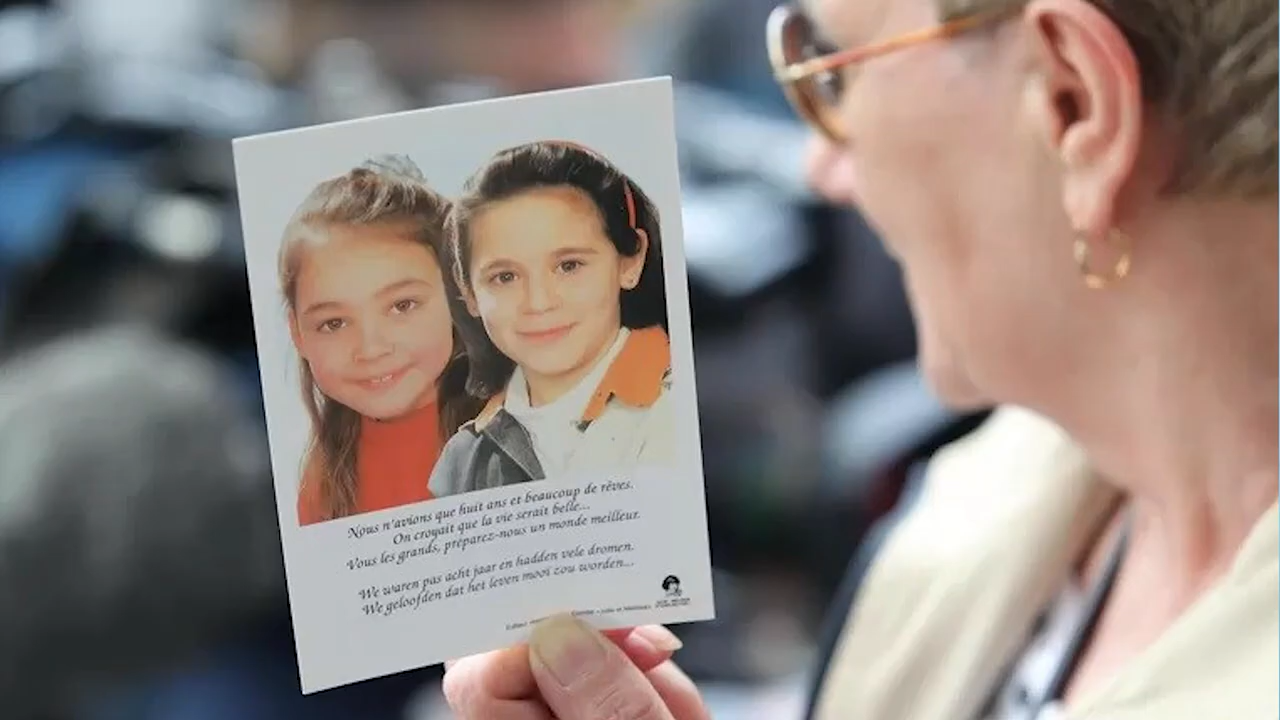 Nous n'avions que huit ans et beaucoup de rêves.
On croyait que la vie serait belle...
Vous les grands, préparez-nous un monde meilleur.
We waren pas acht jaar en hadden vele dromen.
We geloofden dat het leven mooi zou worden...